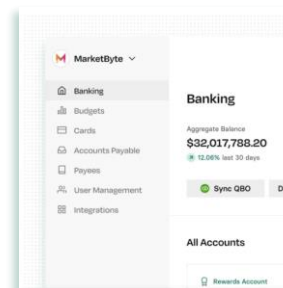 MarketByte
Banking
Budgets
Cards
Accounts Payable
Payees
User Management
Integrations
Banking
Aggregate Balance
$32,017,788.20
12.06% last 30 days
Sync QBO
D
All Accounts
Rewards Account